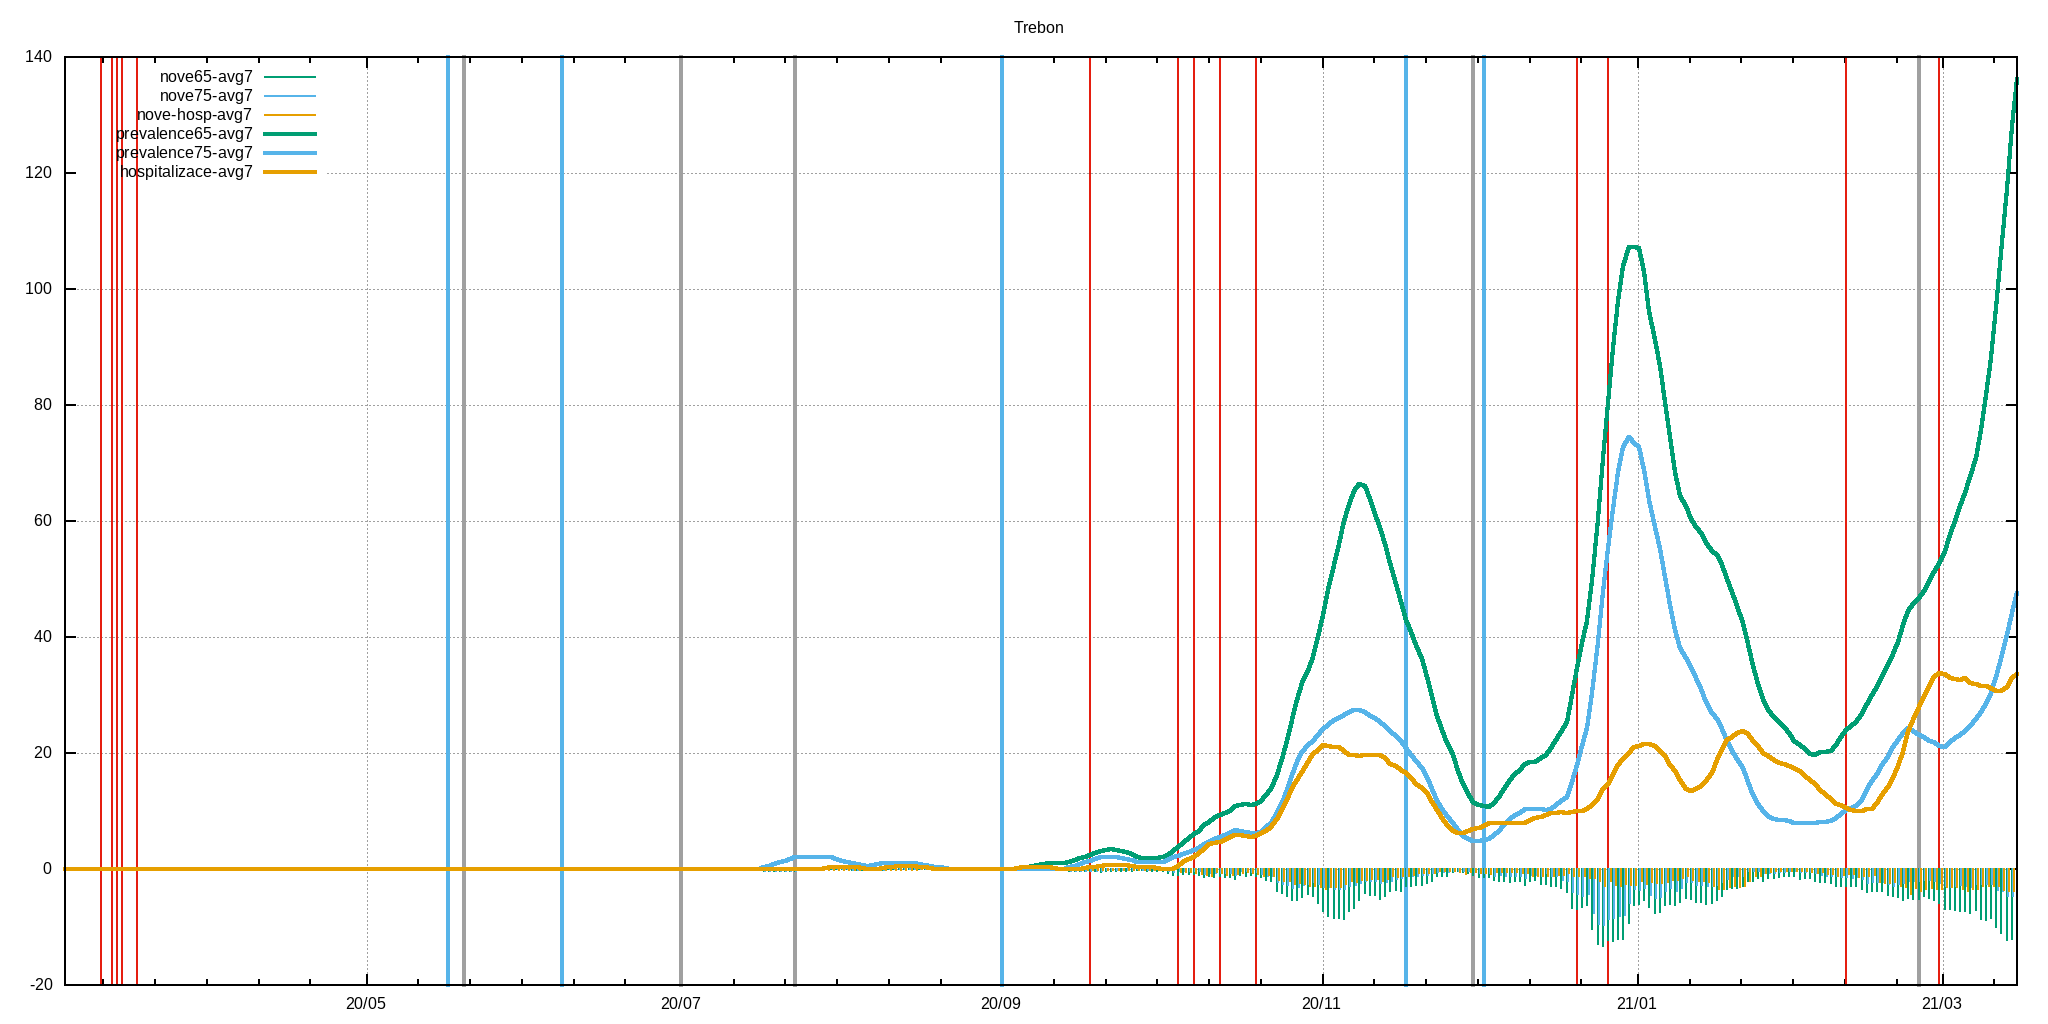 Trebon
140
nove65-avg7
nove75-avg7
nove-hosp-avg7
prevalence65-avg7
prevalence75-avg7
hospitalizace-avg7
120
100
80
60
40
20
0
-20
20/05 20/07 20/09 20/11 21/01 21/03